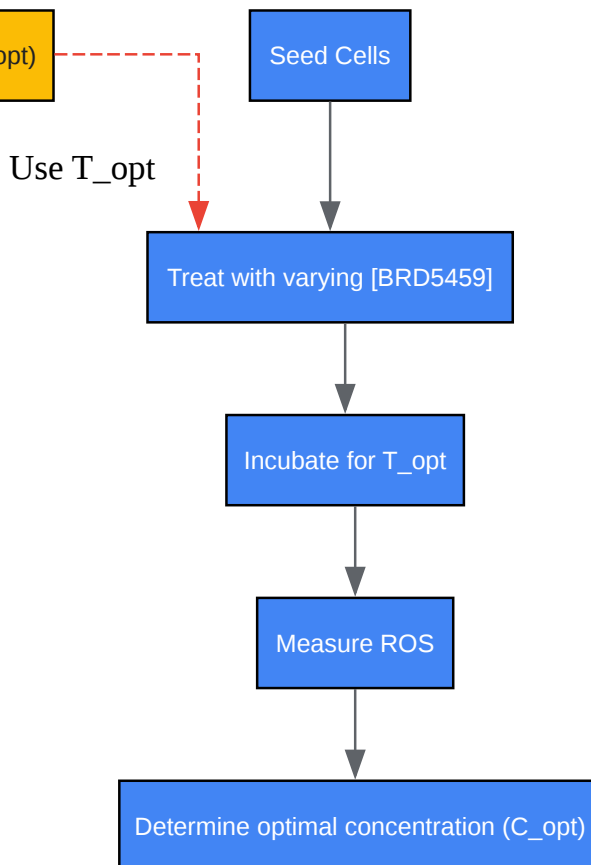 opt)
Seed Cells
Use T_opt
Treat with varying [BRD5459]
Incubate for T_opt
Measure ROS
Determine optimal concentration (C_opt)